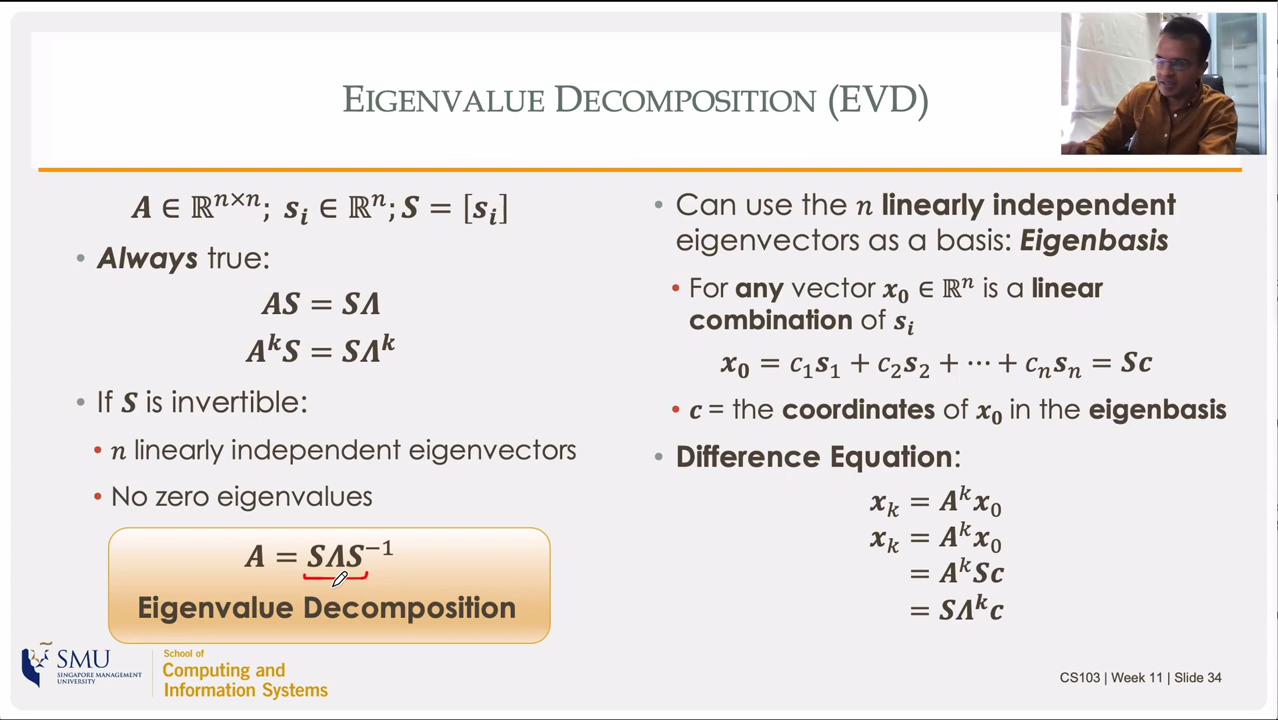 EIGENVALUE DECOMPOSITION (EVD)
𝑨 ∈ ℝⁿˣⁿ; 𝒔ᵢ ∈ ℝⁿ; 𝑺 = [𝒔ᵢ]
• Always true:
𝑨𝑺 = 𝑺𝜦
𝑨ᵏ𝑺 = 𝑺𝜦ᵏ
• If 𝑺 is invertible:
• 𝒏 linearly independent eigenvectors
• No zero eigenvalues
𝑨 = 𝑺𝜦𝑺⁻¹
Eigenvalue Decomposition
• Can use the 𝑛 linearly independent
eigenvectors as a basis: Eigenbasis
• For any vector 𝒙₀ ∈ ℝⁿ is a linear
combination of 𝒔ᵢ
𝒙₀ = 𝑐₁𝒔₁ + 𝑐₂𝒔₂ + ⋯ + 𝑐ₙ𝒔ₙ = 𝑺𝒄
• 𝒄 = the coordinates of 𝒙₀ in the eigenbasis
• Difference Equation:
𝒙ₖ = 𝑨ᵏ𝒙₀
𝒙ₖ = 𝑨ᵏ𝒙₀
= 𝑨ᵏ𝑺𝒄
= 𝑺𝜦ᵏ𝒄
SMU
SINGAPORE MANAGEMENT
UNIVERSITY
School of
Computing and
Information Systems
CS103 | Week 11 | Slide 34